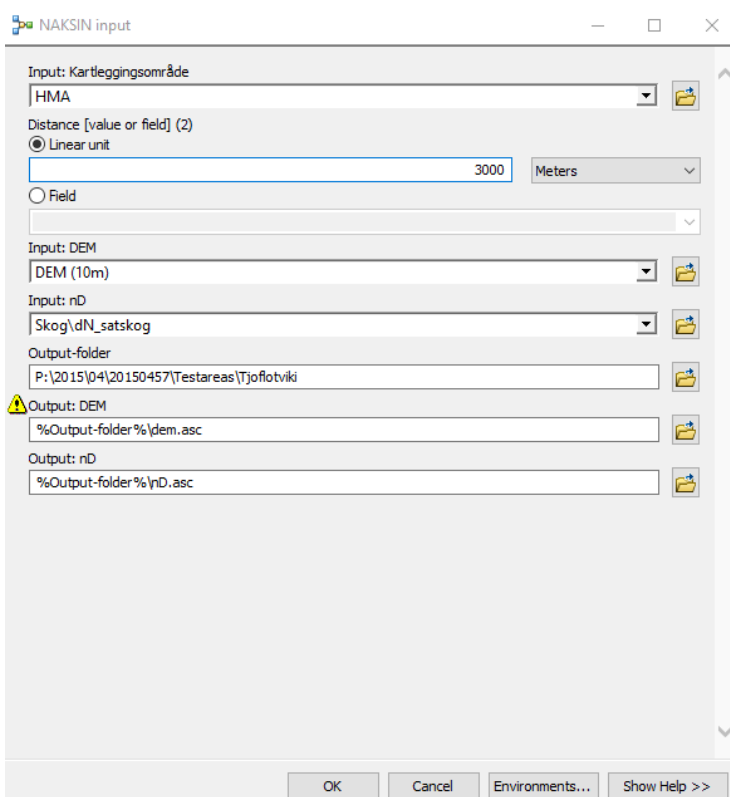 NAKSIN input
Input: Kartleggingsområde
HMA
Distance [value or field] (2)
Linear unit
3000 Meters
Field
Input: DEM
DEM (10m)
Input: nD
Skog\dN_satskog
Output-folder
P:\2015\04\20150457\Testareas\Tjoflotviki
Output: DEM
%Output-folder%\dem.asc
Output: nD
%Output-folder%\nD.asc
OK Cancel Environments... Show Help >>